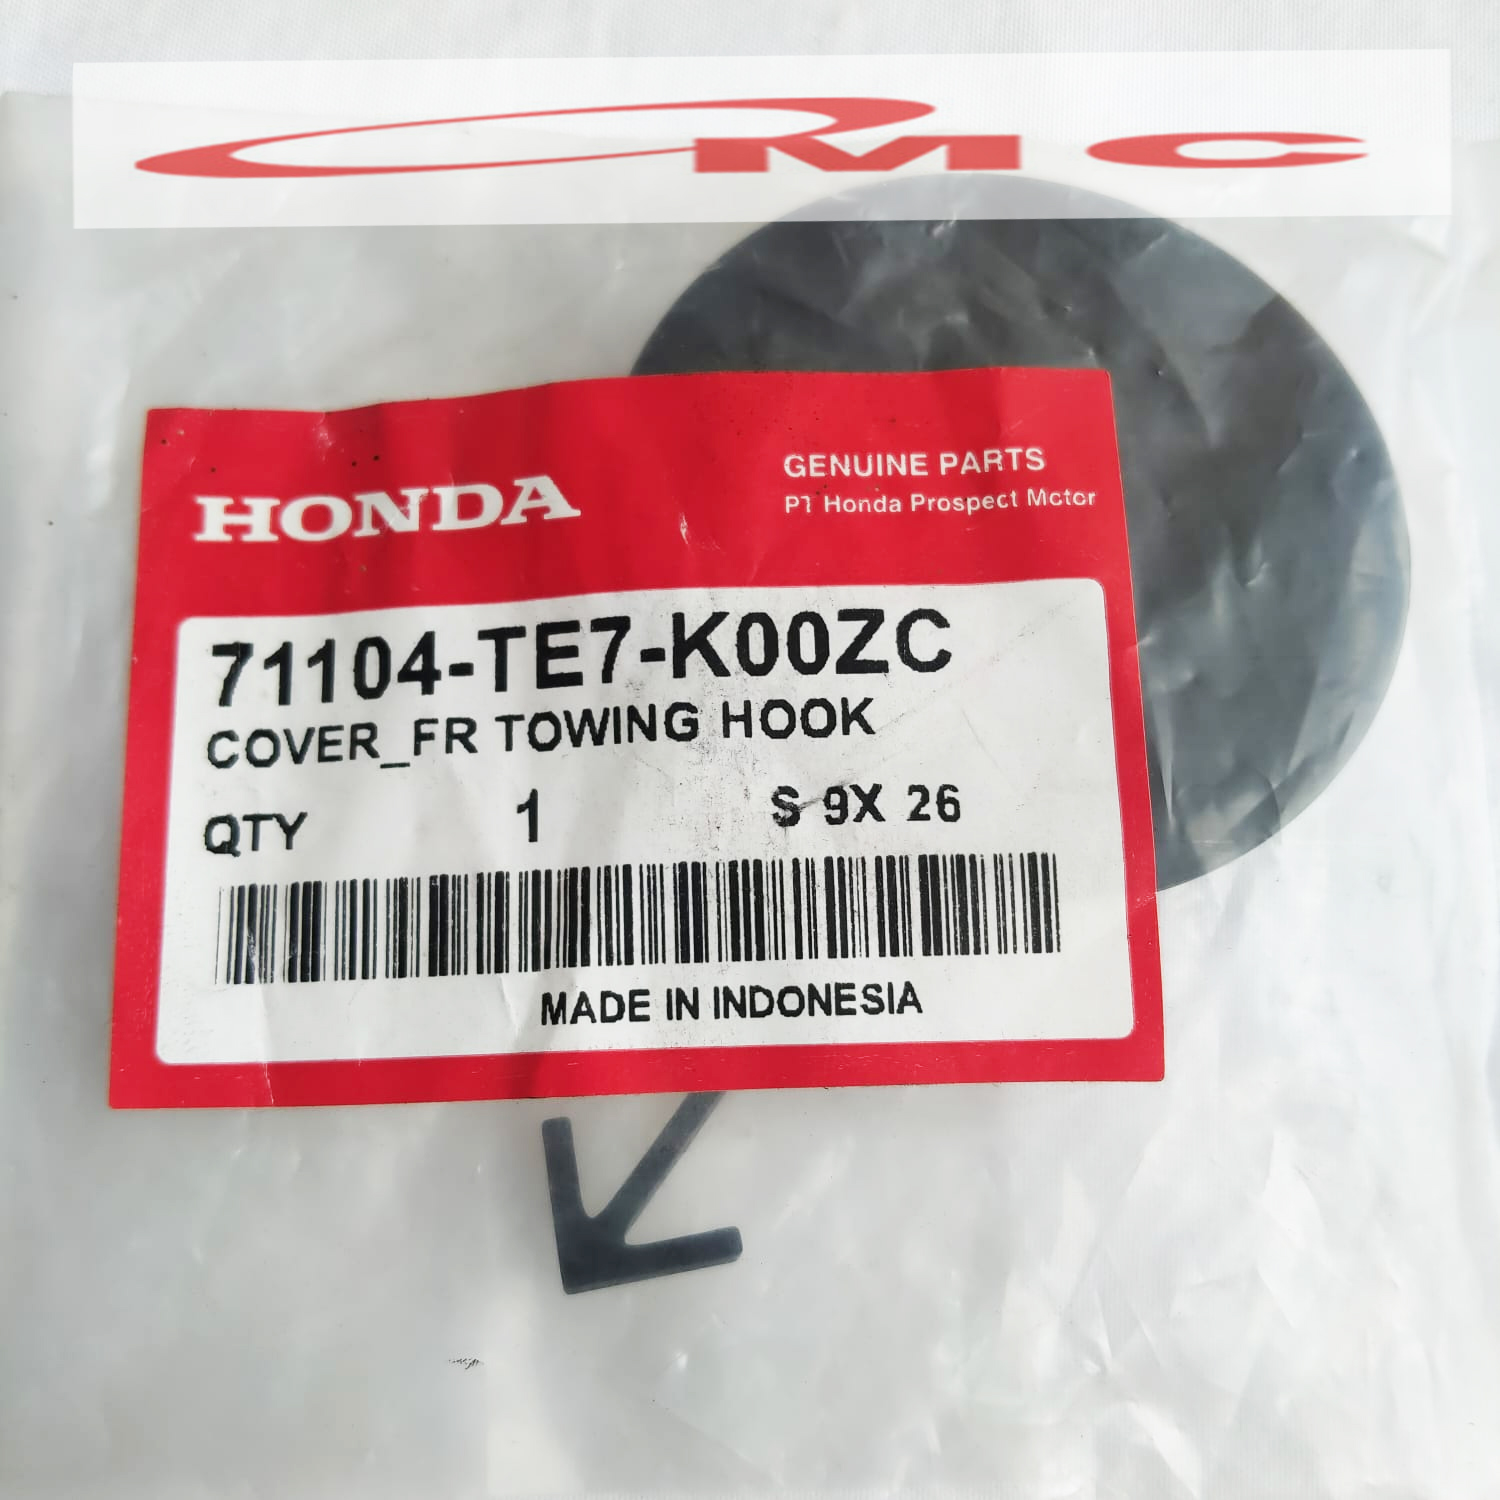 CMC
HONDA
GENUINE PARTS
PT Honda Prospect Motor
71104-TE7-K00ZC
COVER_FR TOWING HOOK
QTY 1 S 9X 26
MADE IN INDONESIA